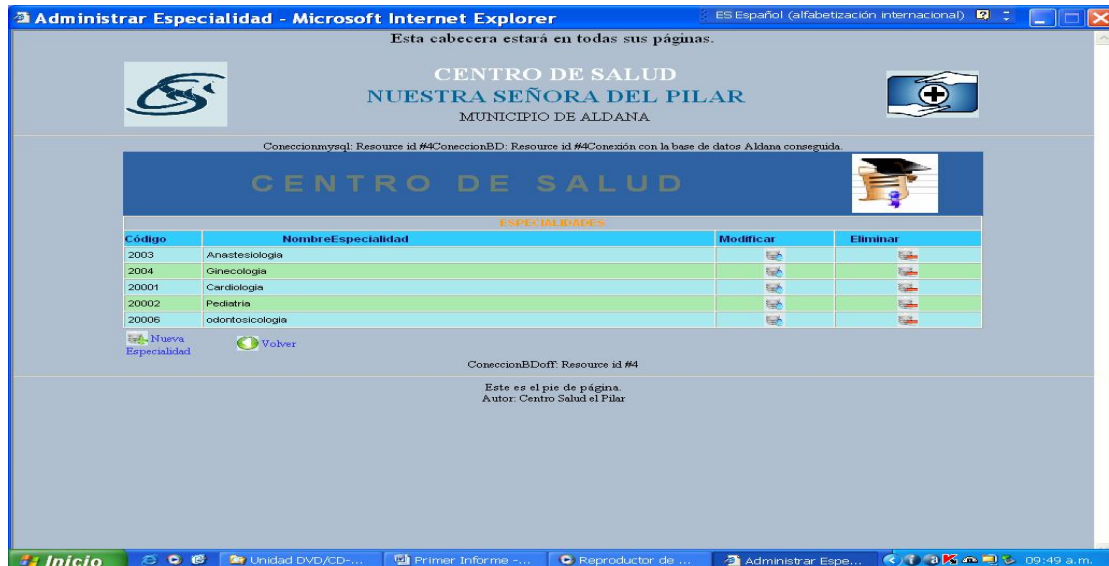 Administrar Especialidad - Microsoft Internet Explorer
ES Español (alfabetización internacional)
Esta cabecera estará en todas sus páginas.
CENTRO DE SALUD
NUESTRA SEÑORA DEL PILAR
MUNICIPIO DE ALDANA
Coneccionmysql: Resource id #4ConeccionBD: Resource id #4Conexión con la base de datos Aldana conseguida.
CENTRO DE SALUD
ESPECIALIDADES
Código NombreEspecialidad Modificar Eliminar
2003 Anastesiologia
2004 Ginecologia
20001 Cardiologia
20002 Pediatria
20006 odontosicologia
Nueva
Especialidad
Volver
ConeccionBDoff: Resource id #4
Este es el pie de página.
Autor: Centro Salud el Pilar
Inicio Unidad DVD/CD-... Primer Informe -... Reproductor de ... Administrar Espe... 09:49 a.m.